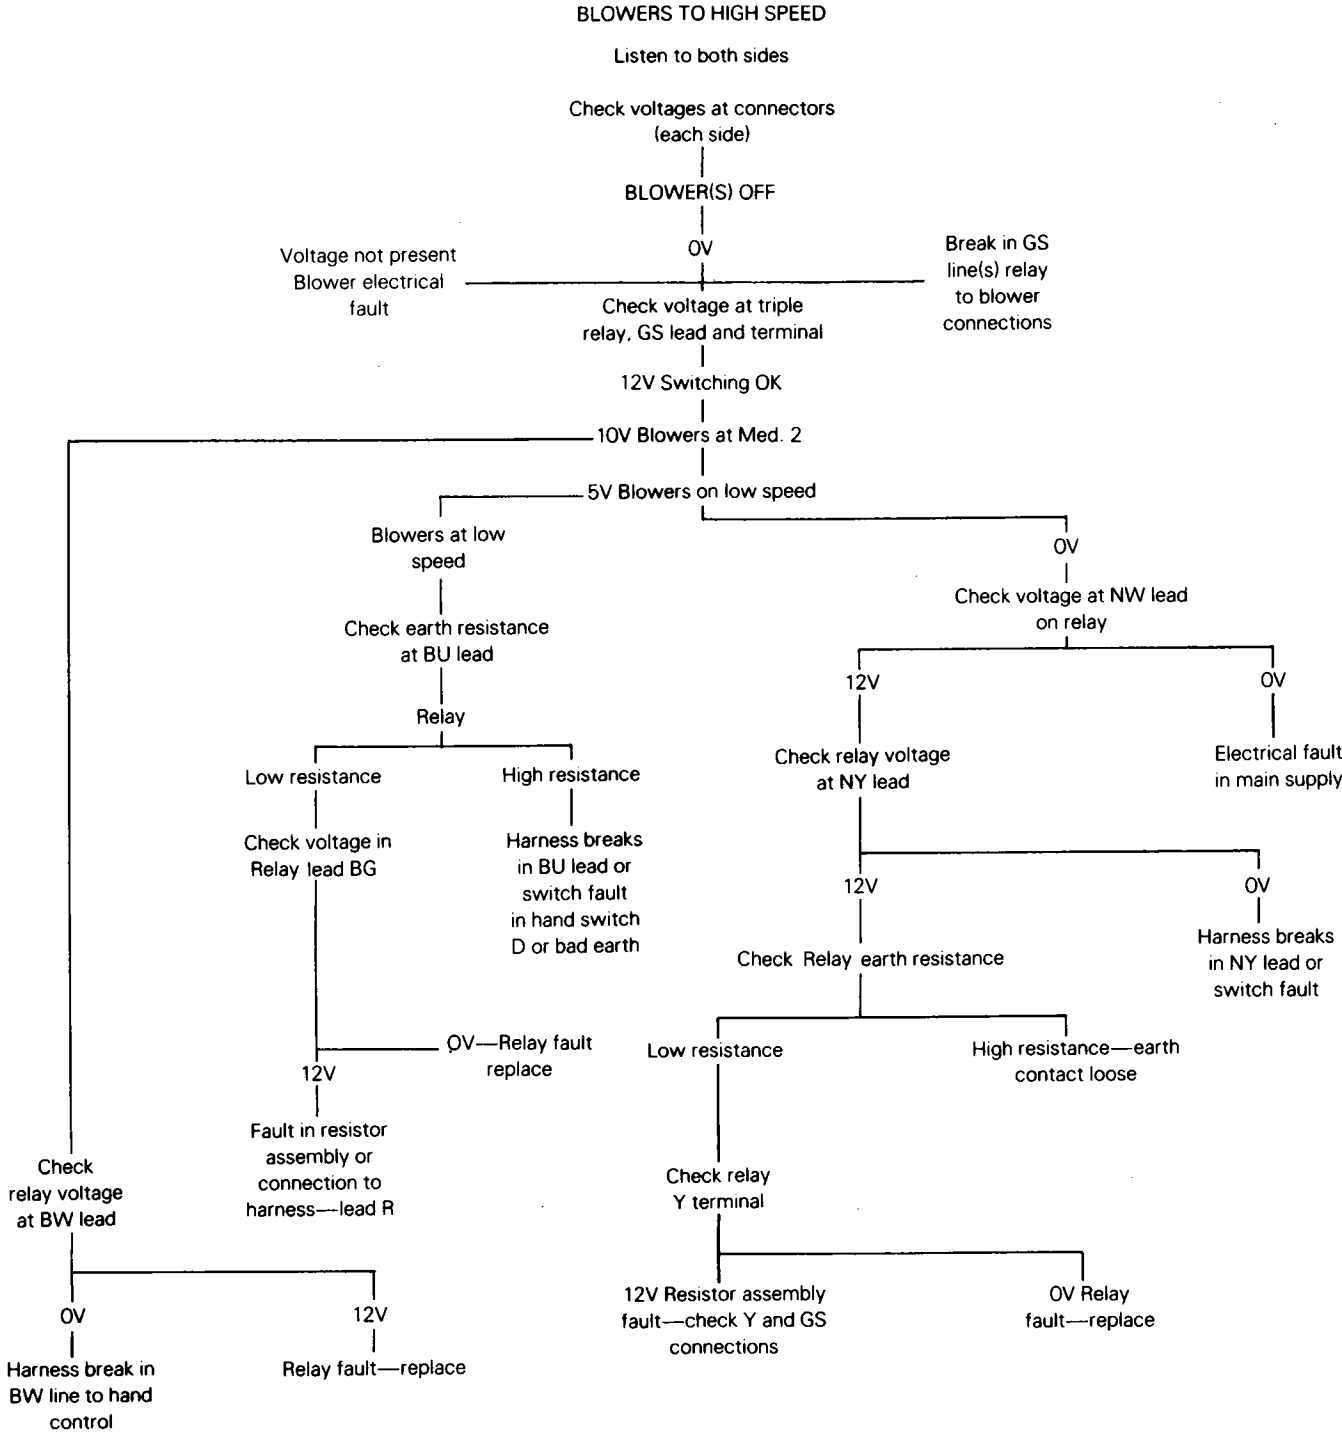 BLOWERS TO HIGH SPEED
Listen to both sides
Check voltages at connectors
(each side)
BLOWER(S) OFF
0V
Voltage not present
Blower electrical
fault
Break in GS
line(s) relay
to blower
connections
Check voltage at triple
relay, GS lead and terminal
12V Switching OK
10V Blowers at Med. 2
5V Blowers on low speed
Blowers at low
speed
Check earth resistance
at BU lead
Relay
Low resistance
High resistance
Check voltage in
Relay lead BG
Harness breaks
in BU lead or
switch fault
in hand switch
D or bad earth
0V—Relay fault
replace
12V
Fault in resistor
assembly or
connection to
harness—lead R
0V
Check voltage at NW lead
on relay
12V
0V
Check relay voltage
at NY lead
Electrical fault
in main supply
12V
0V
Check Relay earth resistance
Harness breaks
in NY lead or
switch fault
Low resistance
High resistance—earth
contact loose
Check relay
Y terminal
12V Resistor assembly
fault—check Y and GS
connections
0V Relay
fault—replace
Check
relay voltage
at BW lead
0V
12V
Harness break in
BW line to hand
control
Relay fault—replace